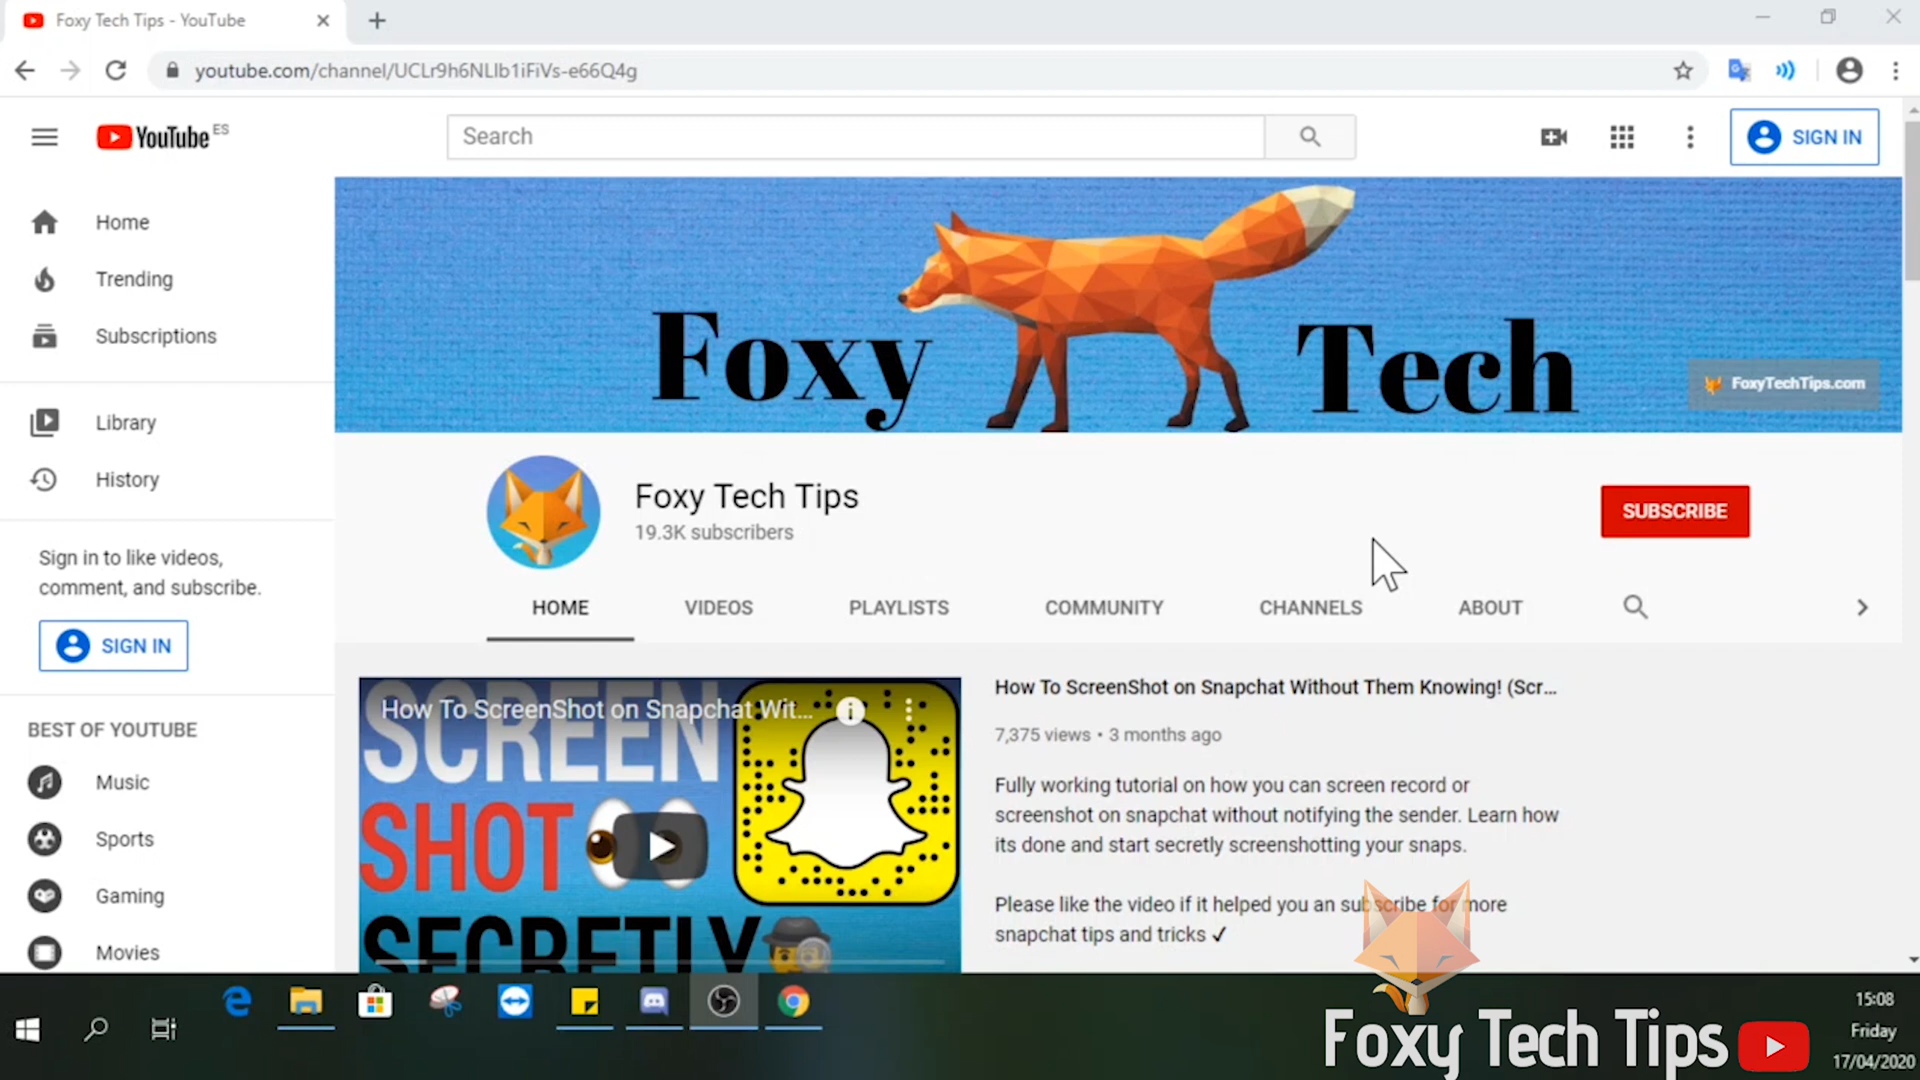 Foxy Tech Tips - YouTube
youtube.com/channel/UCLr9h6NLlb1iFiVs-e66Q4g
YouTube ES
Search
SIGN IN
Home
Trending
Subscriptions
Library
History
Sign in to like videos,
comment, and subscribe.
SIGN IN
BEST OF YOUTUBE
Music
Sports
Gaming
Movies
Foxy Tech
FoxyTechTips.com
Foxy Tech Tips
19.3K subscribers
SUBSCRIBE
HOME VIDEOS PLAYLISTS COMMUNITY CHANNELS ABOUT
How To ScreenShot on Snapchat Wit...
SCREEN
SHOT
SECRETLY
How To ScreenShot on Snapchat Without Them Knowing! (Scr...
7,375 views • 3 months ago
Fully working tutorial on how you can screen record or
screenshot on snapchat without notifying the sender. Learn how
its done and start secretly screenshotting your snaps.
Please like the video if it helped you an subscribe for more
snapchat tips and tricks ✓
Foxy Tech Tips
15:08
Friday
17/04/2020